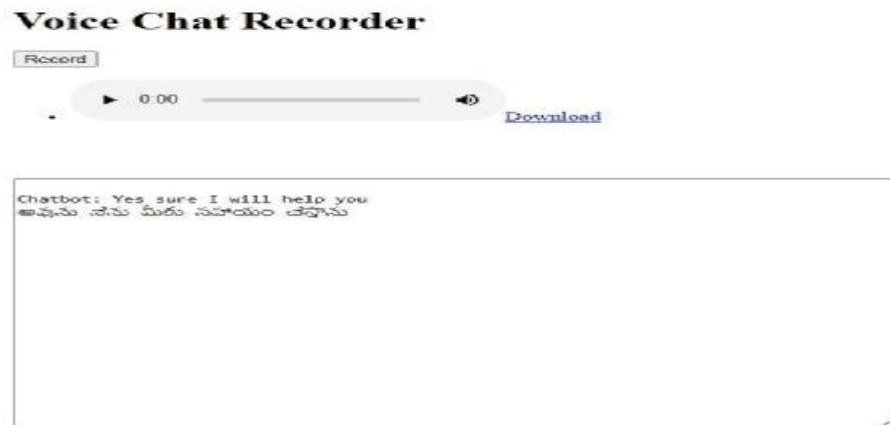 Voice Chat Recorder
Record
0:00
Download
Chatbot: Yes sure I will help you
అవును నేను మీకు సహాయం చేస్తాను